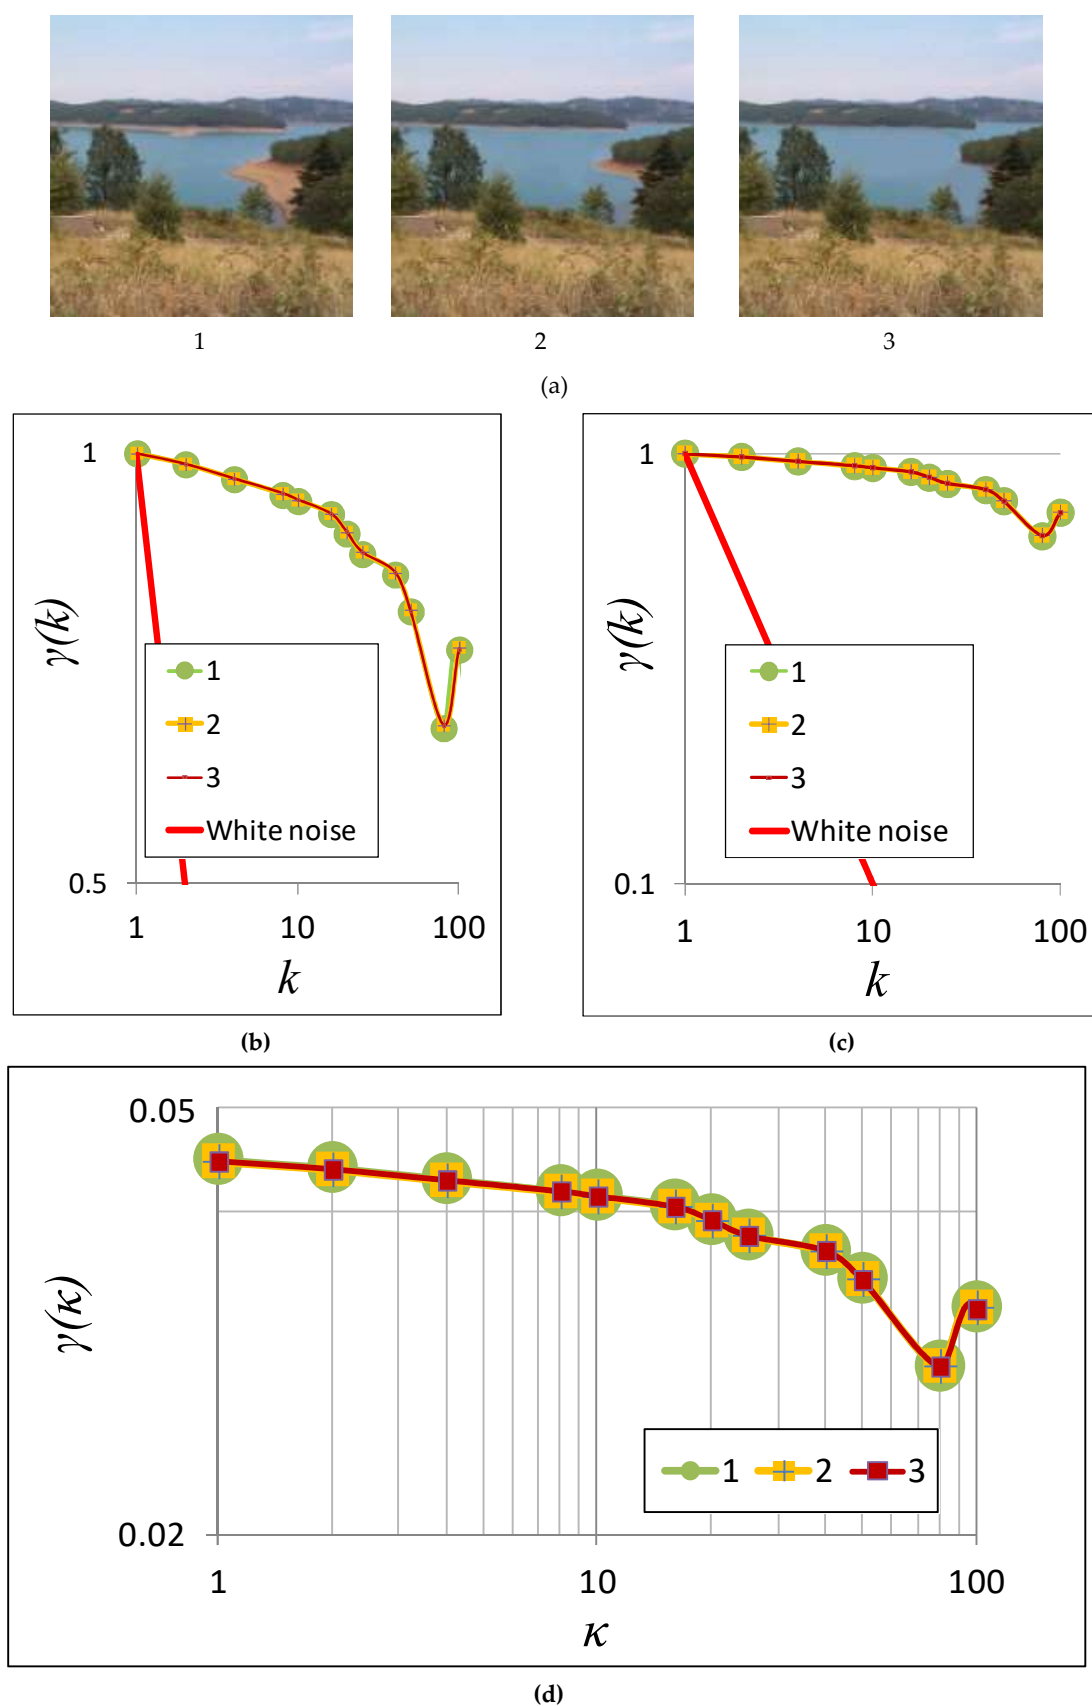 1 2 3
(a)
1
γ(k)
1
2
3
White noise
0.5
1 10 100
k
(b)
1
γ(k)
1
2
3
White noise
0.1
1 10 100
k
(c)
0.05
γ(κ)
1 2 3
0.02
1 10 100
κ
(d)